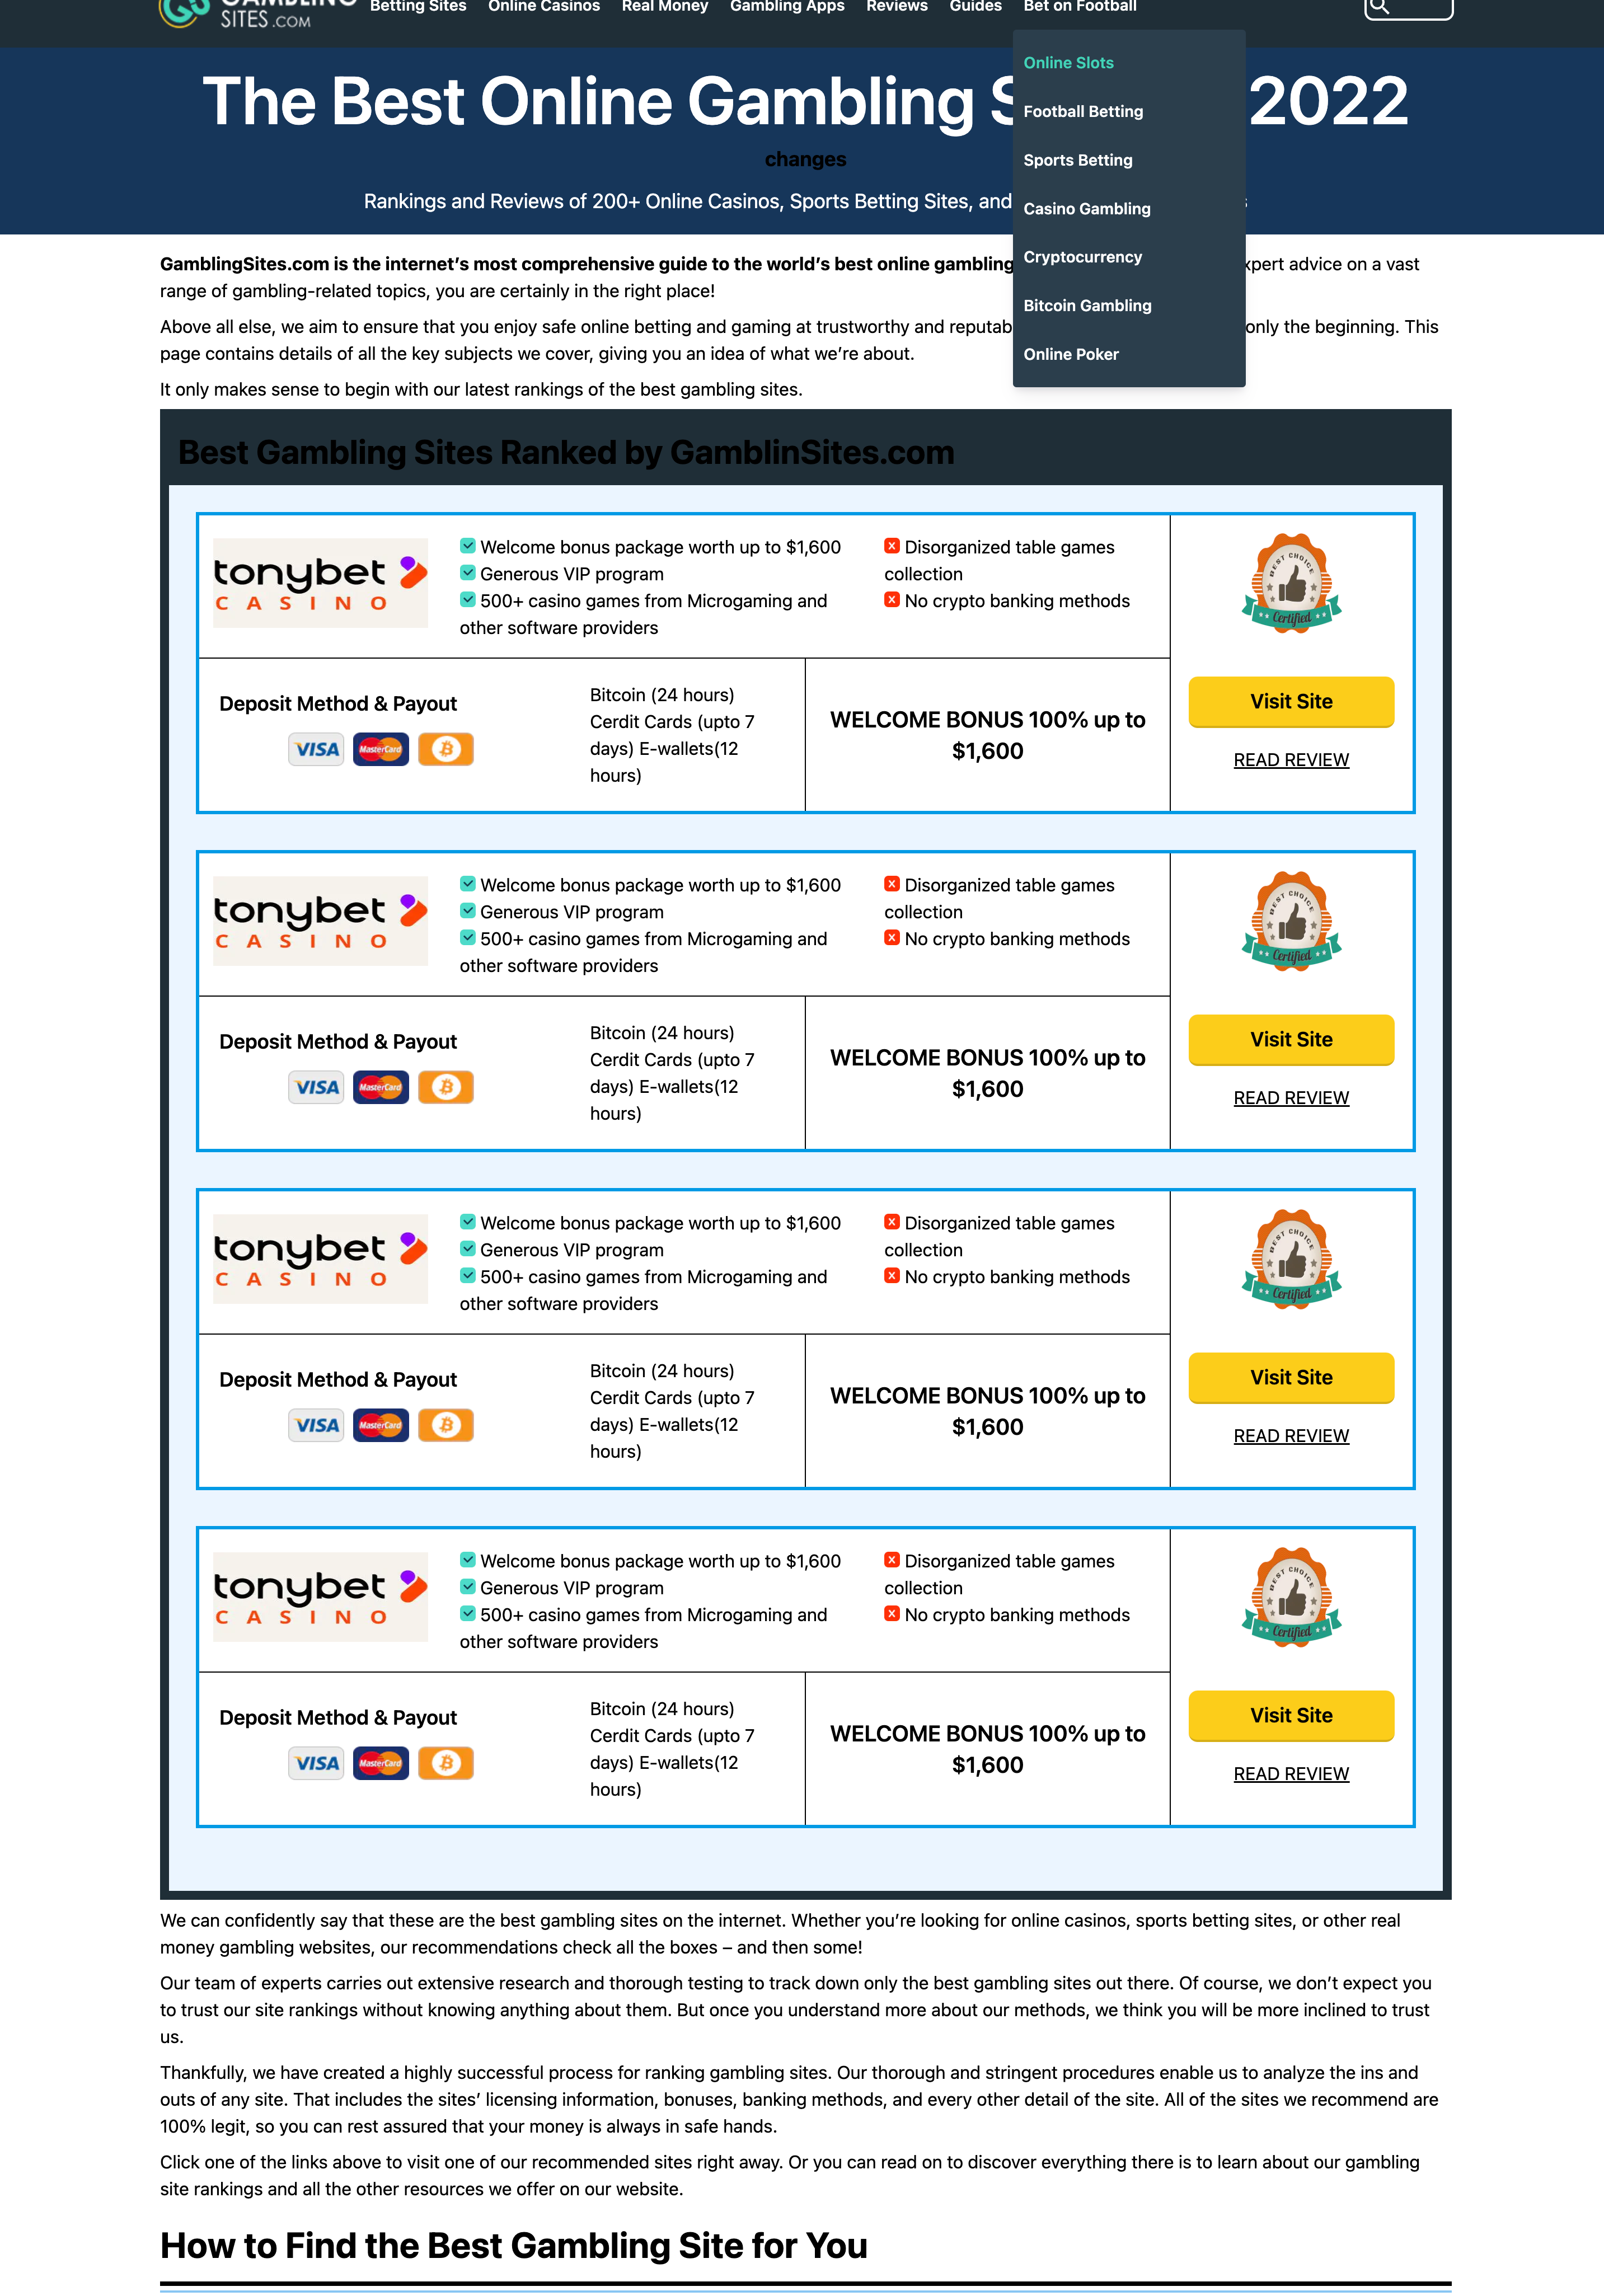 GAMBLING
SITES.COM
Betting Sites Online Casinos Real Money Gambling Apps Reviews Guides Bet on Football
Online Slots
Football Betting
Sports Betting
Casino Gambling
Cryptocurrency
Bitcoin Gambling
Online Poker
The Best Online Gambling S 2022
changes
Rankings and Reviews of 200+ Online Casinos, Sports Betting Sites, and
GamblingSites.com is the internet’s most comprehensive guide to the world’s best online gambling xpert advice on a vast
range of gambling-related topics, you are certainly in the right place!
Above all else, we aim to ensure that you enjoy safe online betting and gaming at trustworthy and reputab only the beginning. This
page contains details of all the key subjects we cover, giving you an idea of what we’re about.
It only makes sense to begin with our latest rankings of the best gambling sites.
Best Gambling Sites Ranked by GamblinSites.com
tonybet
CASINO
Welcome bonus package worth up to $1,600
Generous VIP program
500+ casino games from Microgaming and
other software providers
Disorganized table games
collection
No crypto banking methods
BEST CHOICE
Certified
Deposit Method & Payout
VISA MasterCard
Bitcoin (24 hours)
Cerdit Cards (upto 7
days) E-wallets(12
hours)
WELCOME BONUS 100% up to
$1,600
Visit Site
READ REVIEW
tonybet
CASINO
Welcome bonus package worth up to $1,600
Generous VIP program
500+ casino games from Microgaming and
other software providers
Disorganized table games
collection
No crypto banking methods
BEST CHOICE
Certified
Deposit Method & Payout
VISA MasterCard
Bitcoin (24 hours)
Cerdit Cards (upto 7
days) E-wallets(12
hours)
WELCOME BONUS 100% up to
$1,600
Visit Site
READ REVIEW
tonybet
CASINO
Welcome bonus package worth up to $1,600
Generous VIP program
500+ casino games from Microgaming and
other software providers
Disorganized table games
collection
No crypto banking methods
BEST CHOICE
Certified
Deposit Method & Payout
VISA MasterCard
Bitcoin (24 hours)
Cerdit Cards (upto 7
days) E-wallets(12
hours)
WELCOME BONUS 100% up to
$1,600
Visit Site
READ REVIEW
tonybet
CASINO
Welcome bonus package worth up to $1,600
Generous VIP program
500+ casino games from Microgaming and
other software providers
Disorganized table games
collection
No crypto banking methods
BEST CHOICE
Certified
Deposit Method & Payout
VISA MasterCard
Bitcoin (24 hours)
Cerdit Cards (upto 7
days) E-wallets(12
hours)
WELCOME BONUS 100% up to
$1,600
Visit Site
READ REVIEW
We can confidently say that these are the best gambling sites on the internet. Whether you’re looking for online casinos, sports betting sites, or other real
money gambling websites, our recommendations check all the boxes – and then some!
Our team of experts carries out extensive research and thorough testing to track down only the best gambling sites out there. Of course, we don’t expect you
to trust our site rankings without knowing anything about them. But once you understand more about our methods, we think you will be more inclined to trust
us.
Thankfully, we have created a highly successful process for ranking gambling sites. Our thorough and stringent procedures enable us to analyze the ins and
outs of any site. That includes the sites’ licensing information, bonuses, banking methods, and every other detail of the site. All of the sites we recommend are
100% legit, so you can rest assured that your money is always in safe hands.
Click one of the links above to visit one of our recommended sites right away. Or you can read on to discover everything there is to learn about our gambling
site rankings and all the other resources we offer on our website.
How to Find the Best Gambling Site for You